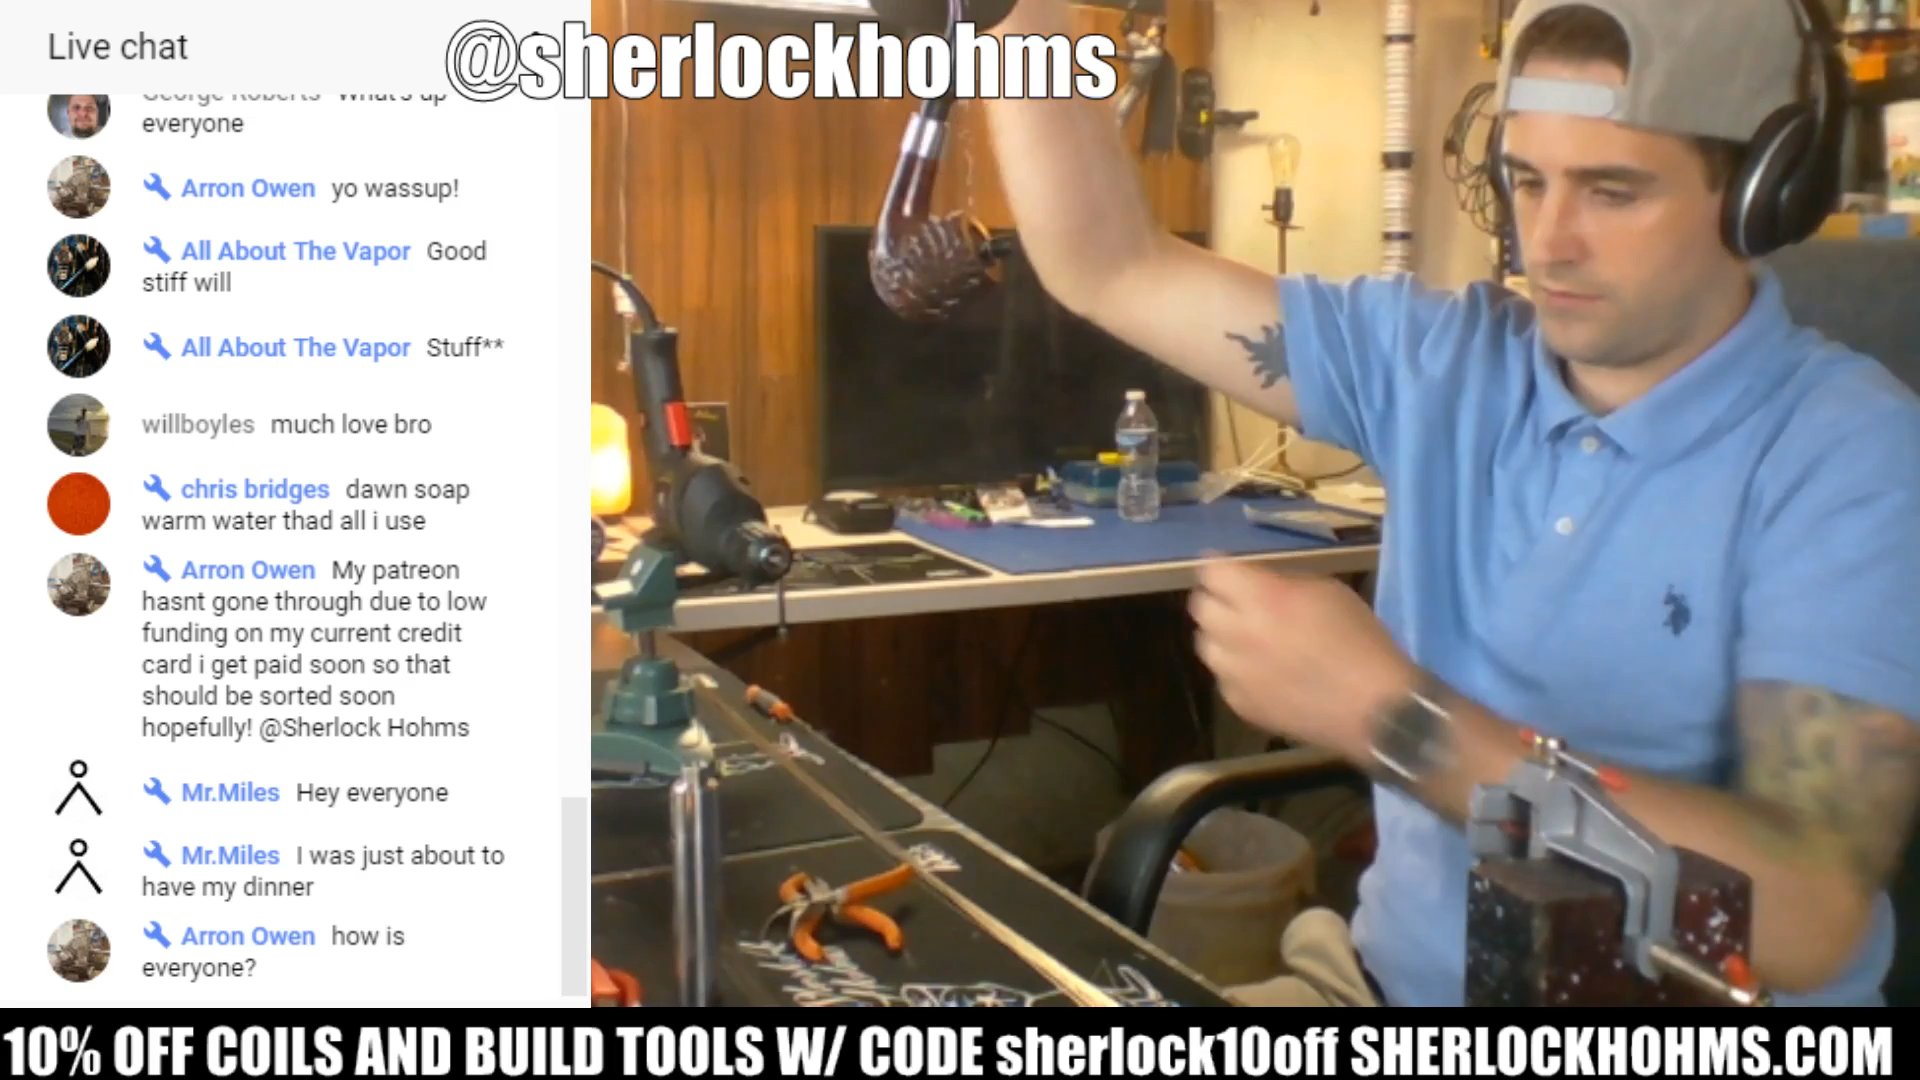 Live chat
@sherlockhohms
George Roberts What's up
everyone
Arron Owen yo wassup!
All About The Vapor Good
stiff will
All About The Vapor Stuff**
willboyles much love bro
chris bridges dawn soap
warm water thad all i use
Arron Owen My patreon
hasnt gone through due to low
funding on my current credit
card i get paid soon so that
should be sorted soon
hopefully! @Sherlock Hohms
Mr.Miles Hey everyone
Mr.Miles I was just about to
have my dinner
Arron Owen how is
everyone?
10% OFF COILS AND BUILD TOOLS W/ CODE sherlock10off SHERLOCKHOHMS.COM